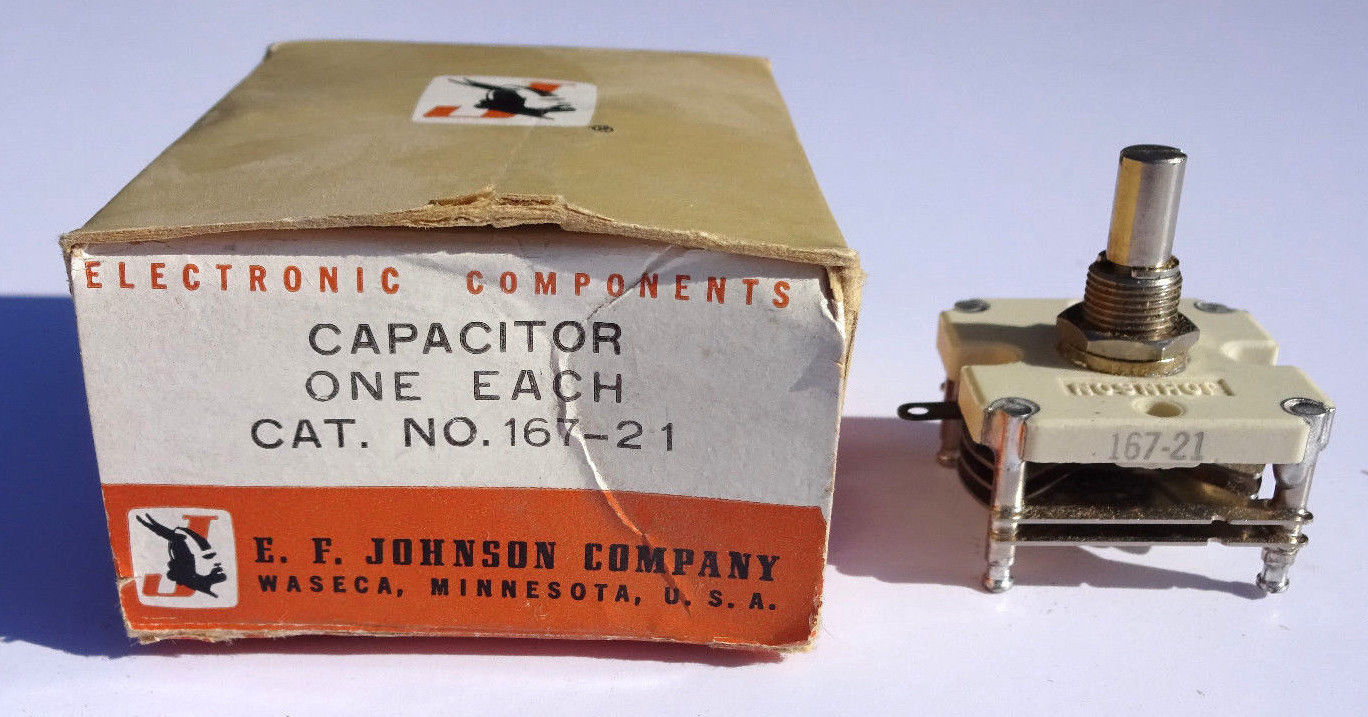 ®
ELECTRONIC COMPONENTS
CAPACITOR
ONE EACH
CAT. NO. 167-21
J
E. F. JOHNSON COMPANY
WASECA, MINNESOTA, U. S. A.
JOHNSON
167-21